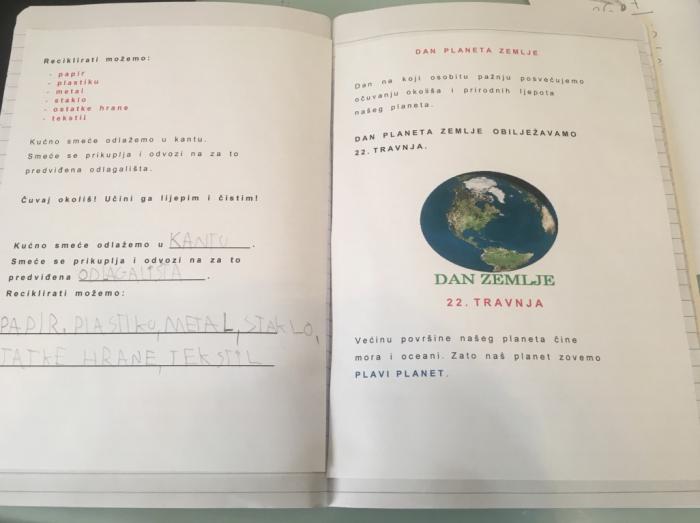 Reciklirati možemo:
- papir
- plastiku
- metal
- staklo
- ostatke hrane
- tekstil
Kućno smeće odlažemo u kantu.
Smeće se prikuplja i odvozi na za to
predviđena odlagališta.
Čuvaj okoliš! Učini ga lijepim i čistim!
Kućno smeće odlažemo u KANTU.
Smeće se prikuplja i odvozi na za to
predviđena ODLAGALIŠTA.
Reciklirati možemo:
PAPIR, PLASTIKU, METAL, STAKLO,
TATKE HRANE, TEKSTIL
DAN PLANETA ZEMLJE
Dan na koji osobitu pažnju posvećujemo
očuvanju okoliša i prirodnih ljepota
našeg planeta.
DAN PLANETA ZEMLJE OBILJEŽAVAMO
22. TRAVNJA.
DAN ZEMLJE
22. TRAVNJA
Većinu površine našeg planeta čine
mora i oceani. Zato naš planet zovemo
PLAVI PLANET.